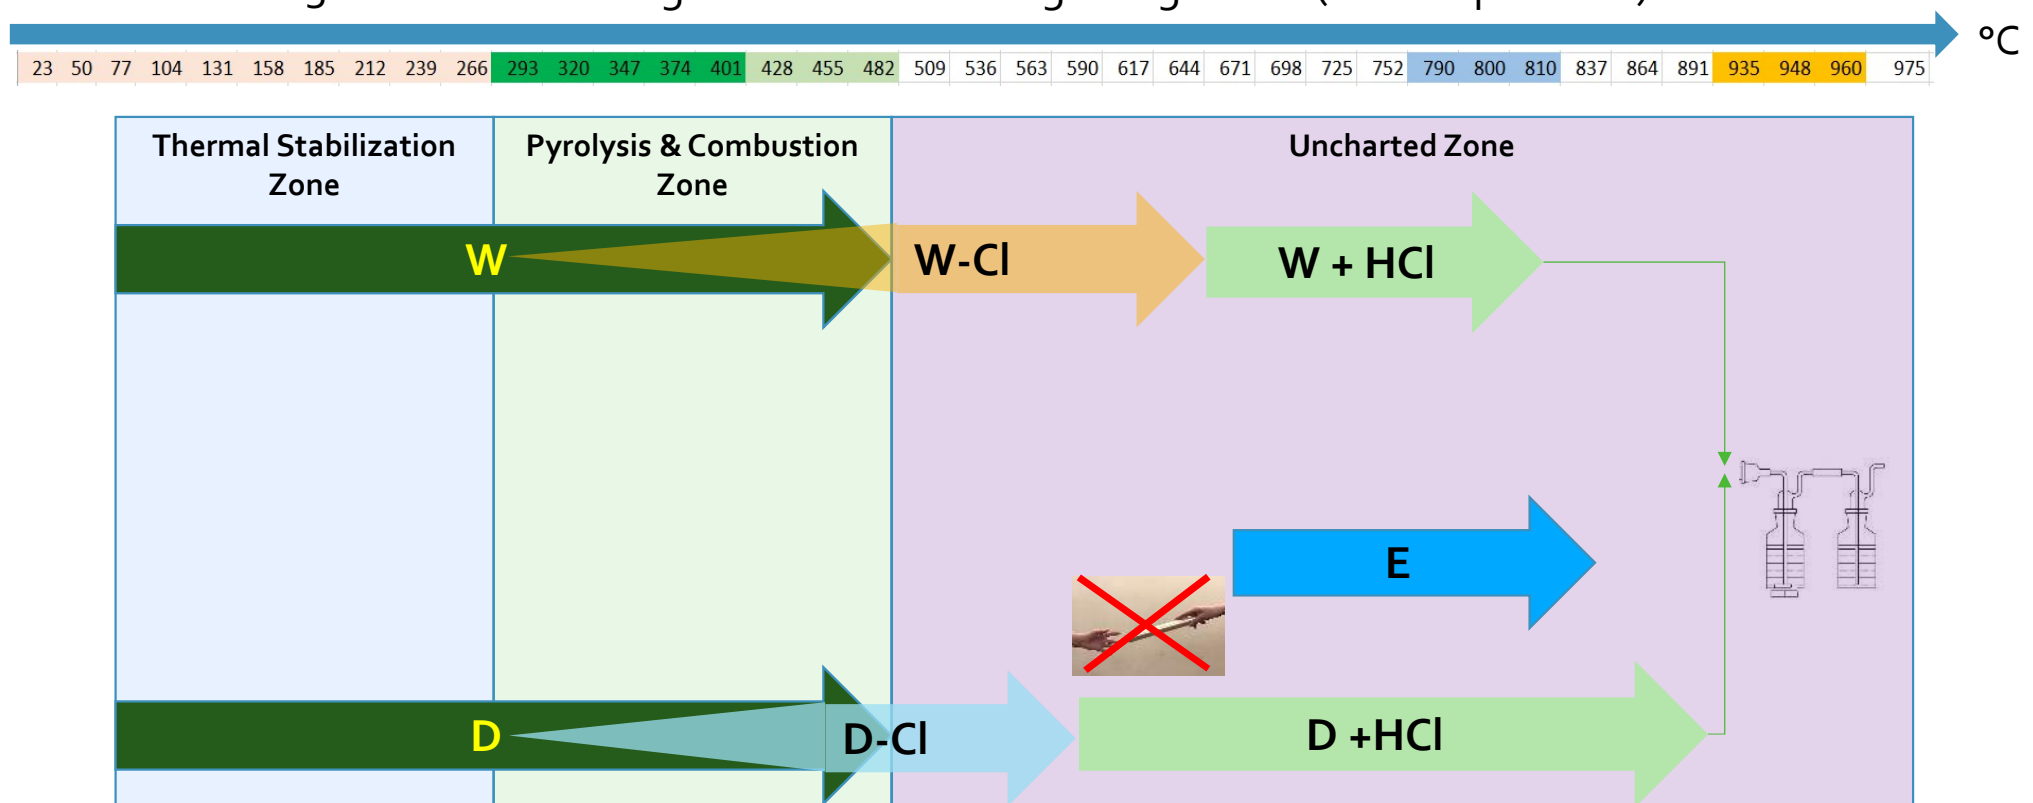 °C
23 50 77 104 131 158 185 212 239 266 293 320 347 374 401 428 455 482 509 536 563 590 617 644 671 698 725 752 790 800 810 837 864 891 935 948 960 975
Thermal Stabilization
Zone
Pyrolysis & Combustion
Zone
Uncharted Zone
W
W-Cl
W + HCl
E
D
D-Cl
D +HCl